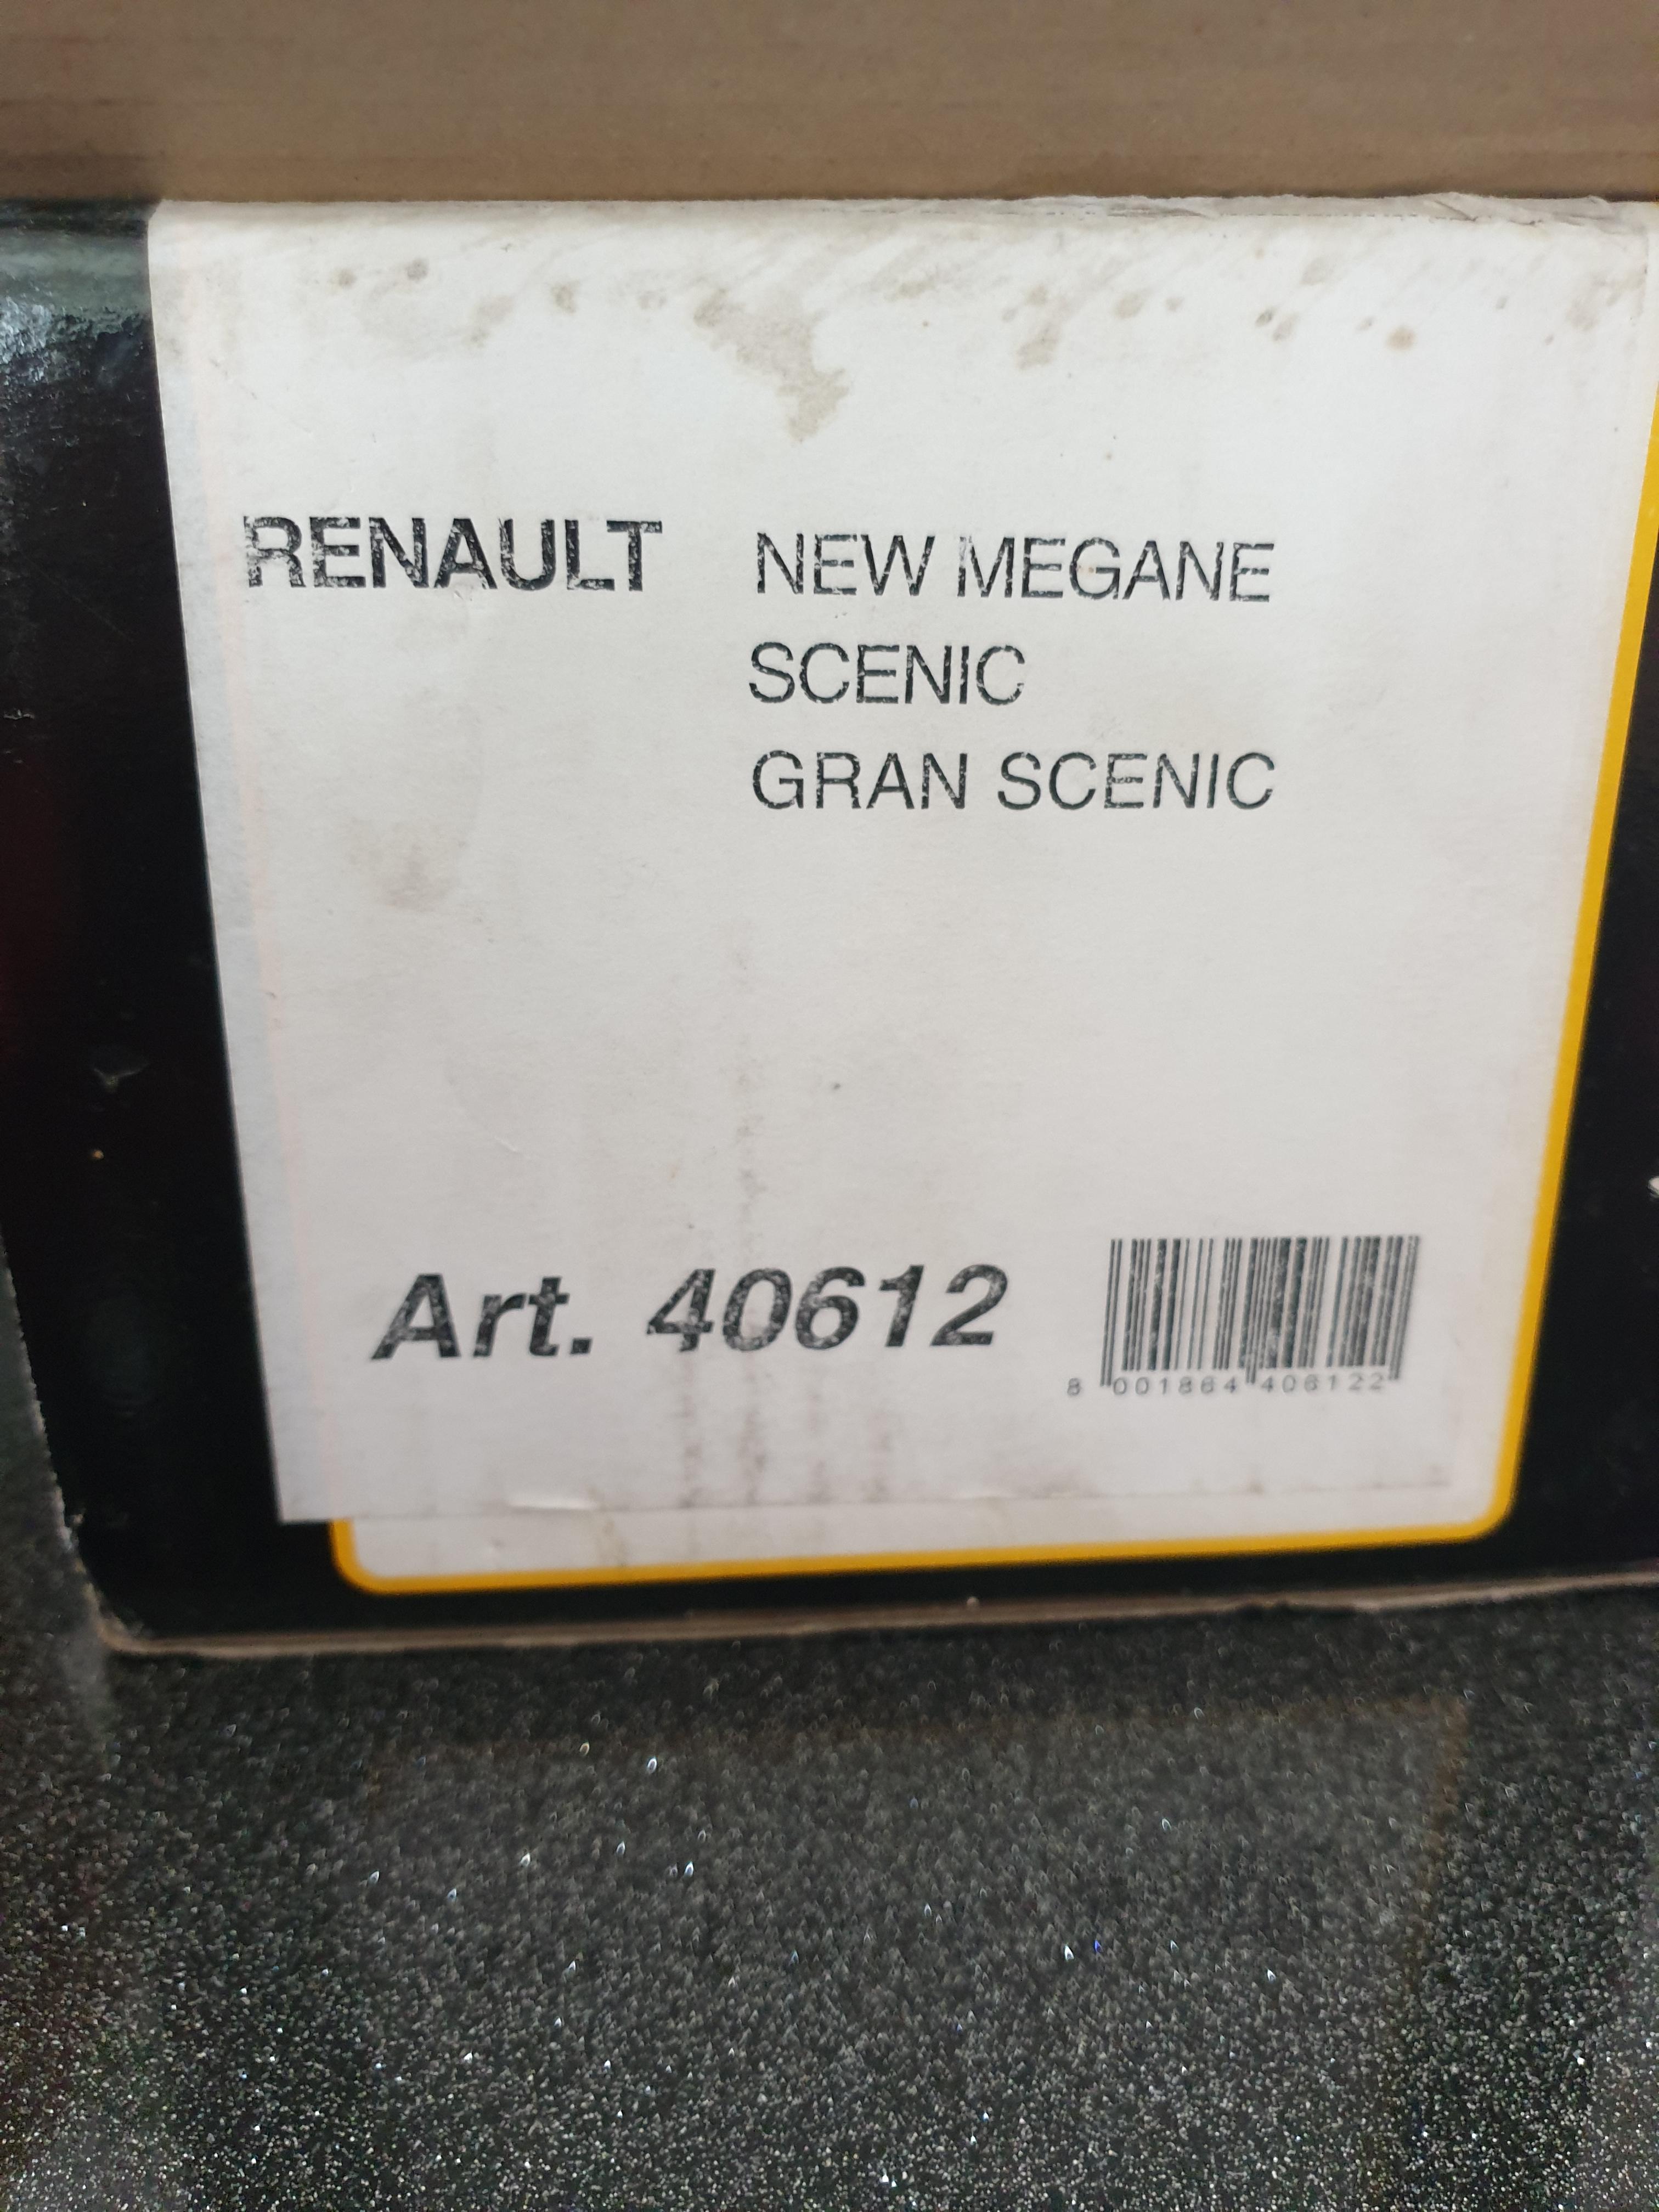 RENAULT NEW MEGANE
SCENIC
GRAN SCENIC
Art. 40612
8 001864 406122